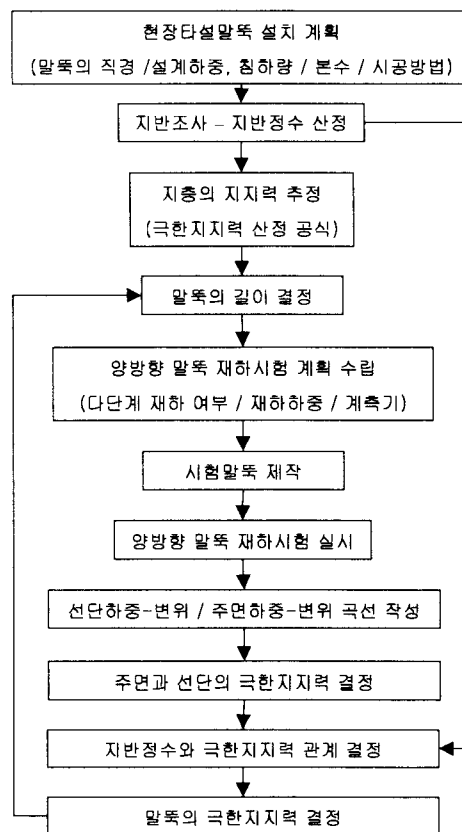 현장타설말뚝 설치 계획
(말뚝의 직경 /설계하중, 침하량 / 본수 / 시공방법)
지반조사 – 지반정수 산정
지층의 지지력 추정
(극한지지력 산정 공식)
말뚝의 길이 결정
양방향 말뚝 재하시험 계획 수립
(다단계 재하 여부 / 재하하중 / 계측기)
시험말뚝 제작
양방향 말뚝 재하시험 실시
선단하중-변위 / 주면하중-변위 곡선 작성
주면과 선단의 극한지지력 결정
지반정수와 극한지지력 관계 결정
말뚝의 극한지지력 결정